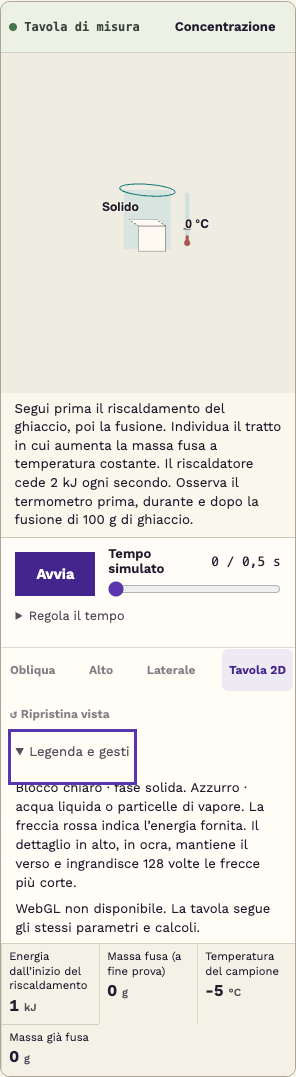 Tavola di misura Concentrazione
Solido
0 °C
Segui prima il riscaldamento del
ghiaccio, poi la fusione. Individua il tratto
in cui aumenta la massa fusa a
temperatura costante. Il riscaldatore
cede 2 kJ ogni secondo. Osserva il
termometro prima, durante e dopo la
fusione di 100 g di ghiaccio.
Avvia
Tempo
simulato
0 / 0,5 s
▶ Regola il tempo
Obliqua Alto Laterale Tavola 2D
↺ Ripristina vista
▼ Legenda e gesti
Blocco chiaro · fase solida. Azzurro ·
acqua liquida o particelle di vapore. La
freccia rossa indica l'energia fornita. Il
dettaglio in alto, in ocra, mantiene il
verso e ingrandisce 128 volte le frecce
più corte.
WebGL non disponibile. La tavola segue
gli stessi parametri e calcoli.
Energia
dall'inizio del
riscaldamento
1 kJ
Massa fusa (a
fine prova)
0 g
Temperatura
del campione
-5 °C
Massa già fusa
0 g